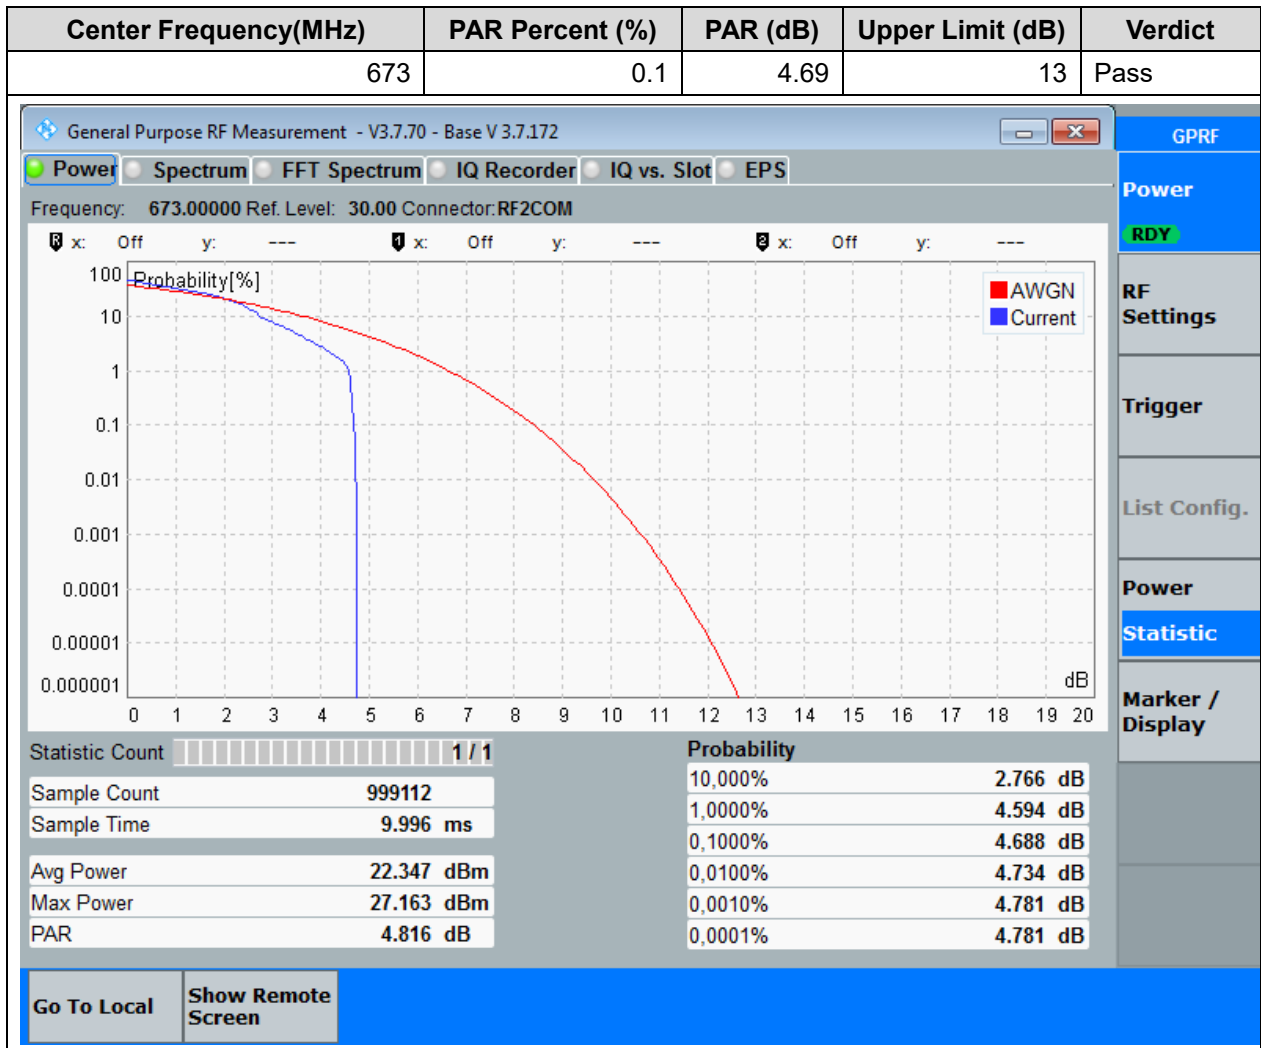 Center Frequency(MHz) PAR Percent (%) PAR (dB) Upper Limit (dB) Verdict
673 0.1 4.69 13 Pass
General Purpose RF Measurement - V3.7.70 - Base V 3.7.172
GPRF
Power Spectrum FFT Spectrum IQ Recorder IQ vs. Slot EPS
Frequency: 673.00000 Ref. Level: 30.00 Connector: RF2COM
Power
RDY
R x: Off y: --- 1 x: Off y: --- 2 x: Off y: ---
Probability[%]
AWGN
Current
100
10
1
0.1
0.01
0.001
0.0001
0.00001
0.000001
dB
0 1 2 3 4 5 6 7 8 9 10 11 12 13 14 15 16 17 18 19 20
RF
Settings
Trigger
List Config.
Power
Statistic
Marker /
Display
Statistic Count 1 / 1
Sample Count 999112
Sample Time 9.996 ms
Avg Power 22.347 dBm
Max Power 27.163 dBm
PAR 4.816 dB
Probability
10,000% 2.766 dB
1,0000% 4.594 dB
0,1000% 4.688 dB
0,0100% 4.734 dB
0,0010% 4.781 dB
0,0001% 4.781 dB
Go To Local
Show Remote
Screen